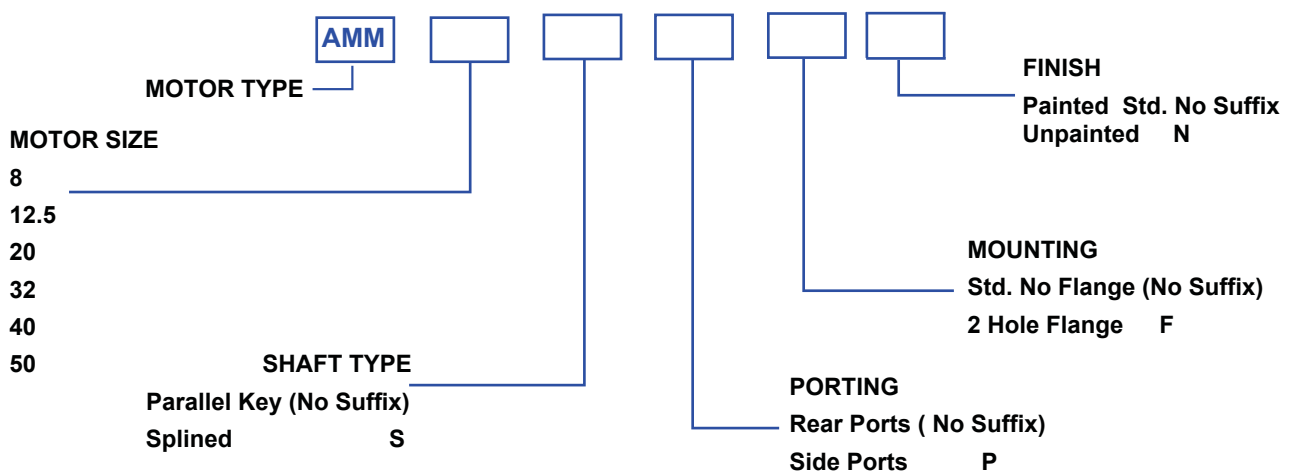 AMM
MOTOR TYPE
FINISH
Painted Std. No Suffix
Unpainted N
MOTOR SIZE
8
12.5
20
32
40
50
MOUNTING
Std. No Flange (No Suffix)
2 Hole Flange F
SHAFT TYPE
Parallel Key (No Suffix)
Splined S
PORTING
Rear Ports ( No Suffix)
Side Ports P